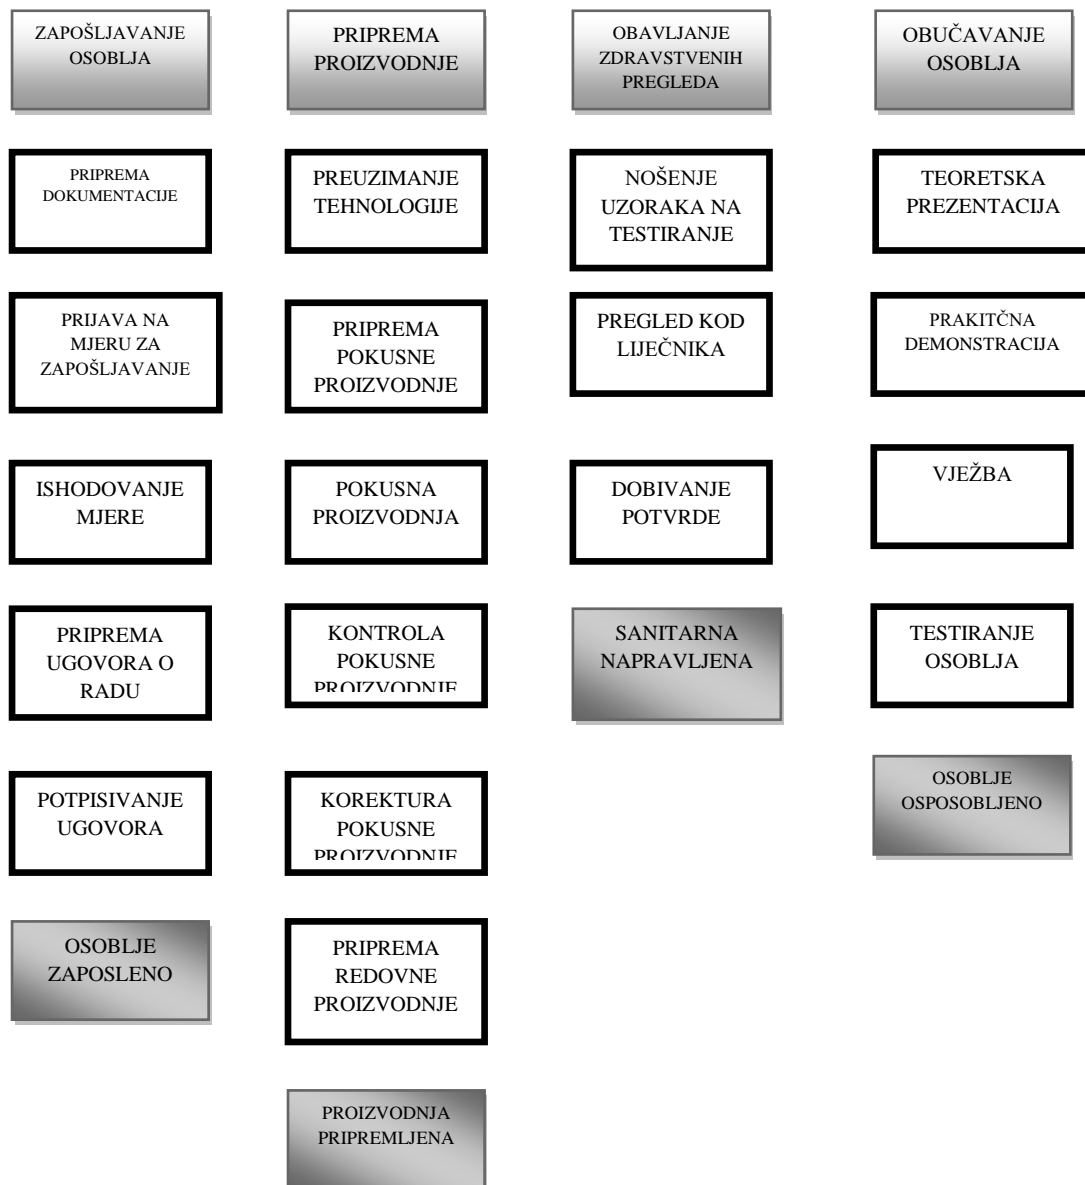 ZAPOŠLJAVANJE
OSOBLJA
PRIPREMA
DOKUMENTACIJE
PRIJAVA NA
MJERU ZA
ZAPOŠLJAVANJE
ISHODOVANJE
MJERE
PRIPREMA
UGOVORA O
RADU
POTPISIVANJE
UGOVORA
OSOBLJE
ZAPOSLENO
PRIPREMA
PROIZVODNJE
PREUZIMANJE
TEHNOLOGIJE
PRIPREMA
POKUSNE
PROIZVODNJE
POKUSNA
PROIZVODNJA
KONTROLA
POKUSNE
PROIZVODNJE
KOREKTURA
POKUSNE
PROIZVODNJE
PRIPREMA
REDOVNE
PROIZVODNJE
PROIZVODNJA
PRIPREMLJENA
OBAVLJANJE
ZDRAVSTVENIH
PREGLEDA
NOŠENJE
UZORAKA NA
TESTIRANJE
PREGLED KOD
LIJEČNIKA
DOBIVANJE
POTVRDE
SANITARNA
NAPRAVLJENA
OBUČAVANJE
OSOBLJA
TEORETSKA
PREZENTACIJA
PRAKITČNA
DEMONSTRACIJA
VJEŽBA
TESTIRANJE
OSOBLJA
OSOBLJE
OSPOSOBLJENO